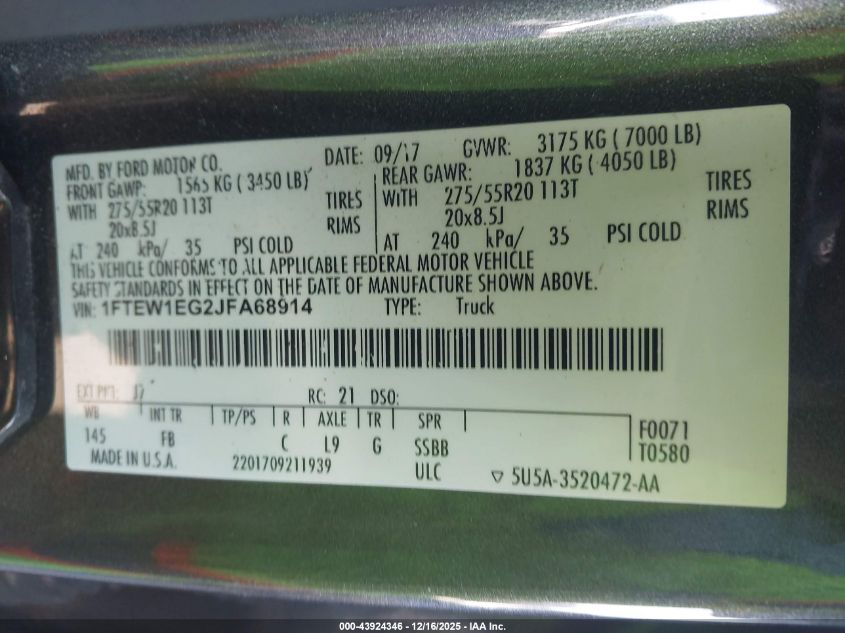 MFD. BY FORD MOTOR CO. DATE: 09/17 GVWR: 3175 KG ( 7000 LB)
FRONT GAWR: 1565 KG ( 3450 LB) REAR GAWR: 1837 KG ( 4050 LB)
WITH 275/55R20 113T TIRES WITH 275/55R20 113T TIRES
20x8.5J RIMS 20x8.5J RIMS
AT 240 kPa/ 35 PSI COLD AT 240 kPa/ 35 PSI COLD
THIS VEHICLE CONFORMS TO ALL APPLICABLE FEDERAL MOTOR VEHICLE
SAFETY STANDARDS IN EFFECT ON THE DATE OF MANUFACTURE SHOWN ABOVE.
VIN: 1FTEW1EG2JFA68914 TYPE: Truck
EXT PNT: J7 RC: 21 DSO:
WB INT TR TP/PS R AXLE TR SPR
145 FB C L9 G SSBB F0071
ULC T0580
MADE IN U.S.A. 2201709211939 ▽ 5U5A-3520472-AA
000-43924346 - 12/16/2025 - IAA Inc.